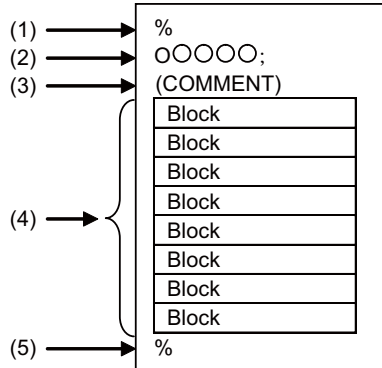 (1) %
(2) O○○○○;
(3) (COMMENT)
Block
Block
Block
Block
(4)
Block
Block
Block
Block
(5) %